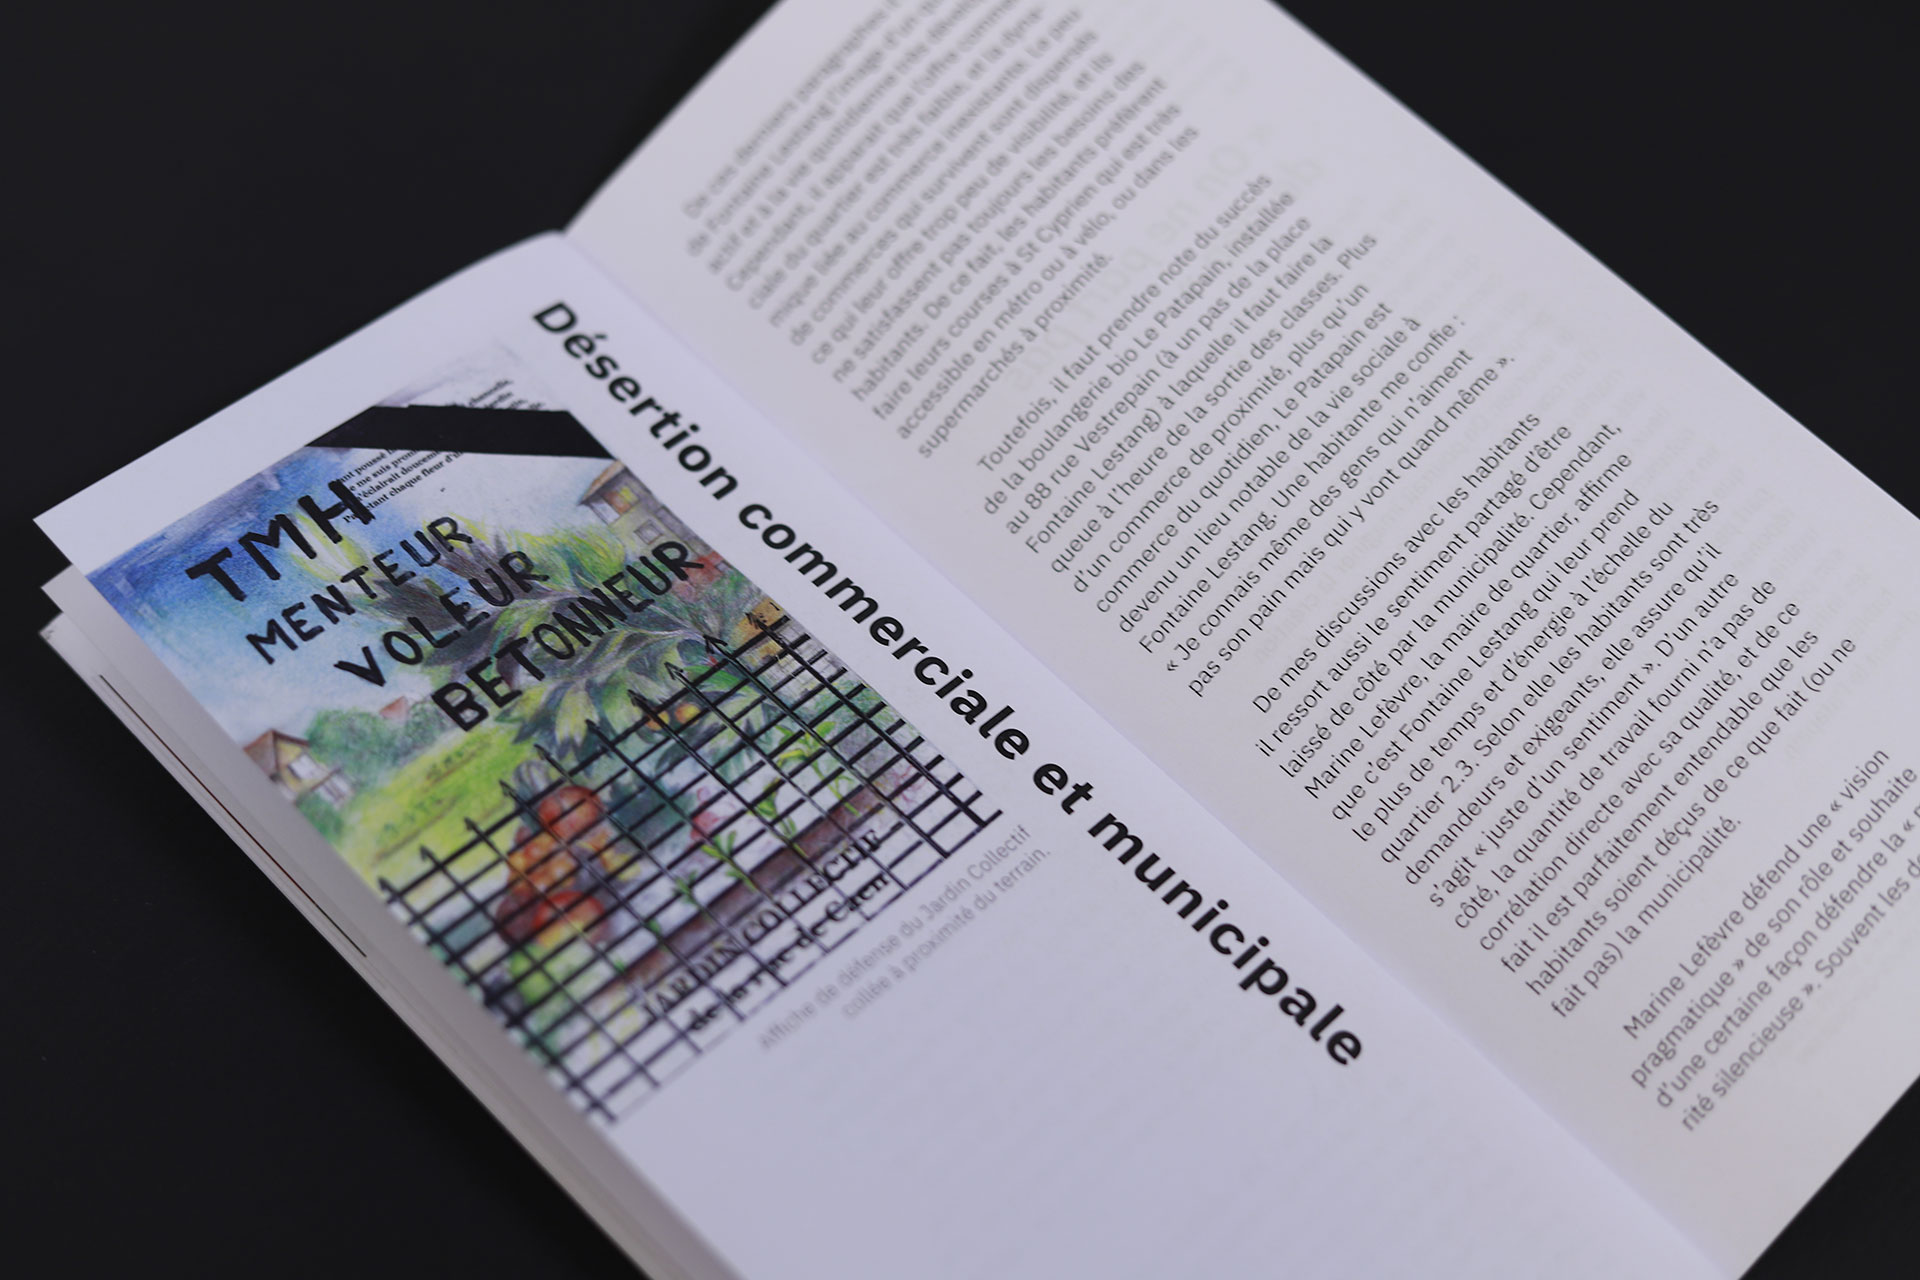 TMH
MENTEUR
VOLEUR
BETONNEUR
JARDIN COLLECTIF
de la rue de Caen
Affiche de défense du Jardin Collectif
collée à proximité du terrain.
Désertion commerciale et municipale
De ces derniers paragraphes
de Fontaine Lestang l'image d'un
actif et à la vie quotidienne très
Cependant, il apparait que l'offre
ciale du quartier est très faible, et la dyna-
mique liée au commerce inexistante. Le peu
de commerces qui survivent sont dispersés
ce qui leur offre trop peu de visibilité, et ils
ne satisfassent pas toujours les besoins des
habitants. De ce fait, les habitants préfèrent
faire leurs courses à St Cyprien qui est très
accessible en métro ou à vélo, ou dans les
supermarchés à proximité.
Toutefois, il faut prendre note du succès
de la boulangerie bio Le Patapain, installée
au 88 rue Vestrepain (à un pas de la place
Fontaine Lestang) à laquelle il faut faire la
queue à l'heure de la sortie des classes. Plus
d'un commerce de proximité, plus qu'un
commerce du quotidien, Le Patapain est
devenu un lieu notable de la vie sociale à
Fontaine Lestang. Une habitante me confie :
« Je connais même des gens qui n'aiment
pas son pain mais qui y vont quand même ».
De mes discussions avec les habitants
il ressort aussi le sentiment partagé d'être
laissé de côté par la municipalité. Cependant,
Marine Lefèvre, la maire de quartier, affirme
que c'est Fontaine Lestang qui leur prend
le plus de temps et d'énergie à l'échelle du
quartier 2.3. Selon elle les habitants sont très
demandeurs et exigeants, elle assure qu'il
s'agit « juste d'un sentiment ». D'un autre
côté, la quantité de travail fourni n'a pas de
corrélation directe avec sa qualité, et de ce
fait il est parfaitement entendable que les
habitants soient déçus de ce que fait (ou ne
fait pas) la municipalité.
Marine Lefèvre défend une « vision
pragmatique » de son rôle et souhaite
d'une certaine façon défendre la «
rité silencieuse ». Souvent les